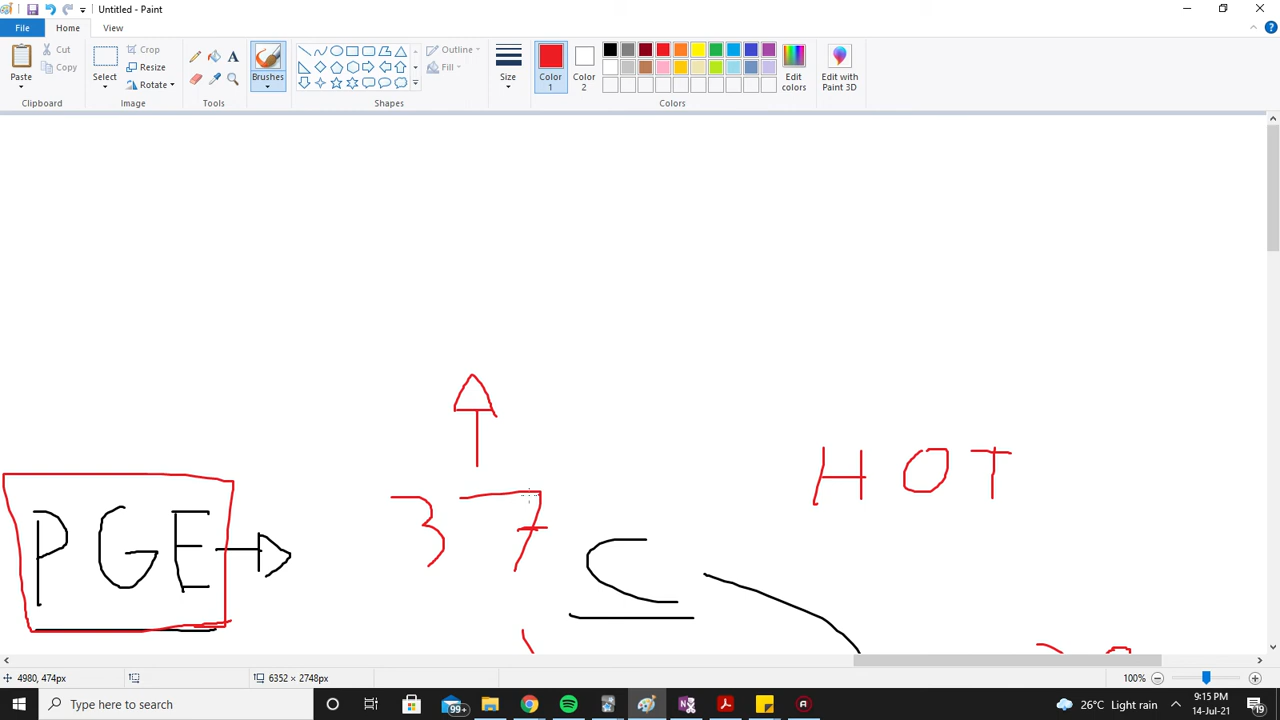 Untitled - Paint
File Home View
Paste
Cut
Copy
Clipboard
Select
Crop
Resize
Rotate
Image
Tools
Brushes
Outline
Fill
Shapes
Size
Color 1
Color 2
Edit colors
Edit with Paint 3D
Colors
HOT
37
PGE
C
4980, 474px
6352 × 2748px
100%
Type here to search
99+
26°C Light rain
9:15 PM
14-Jul-21
19